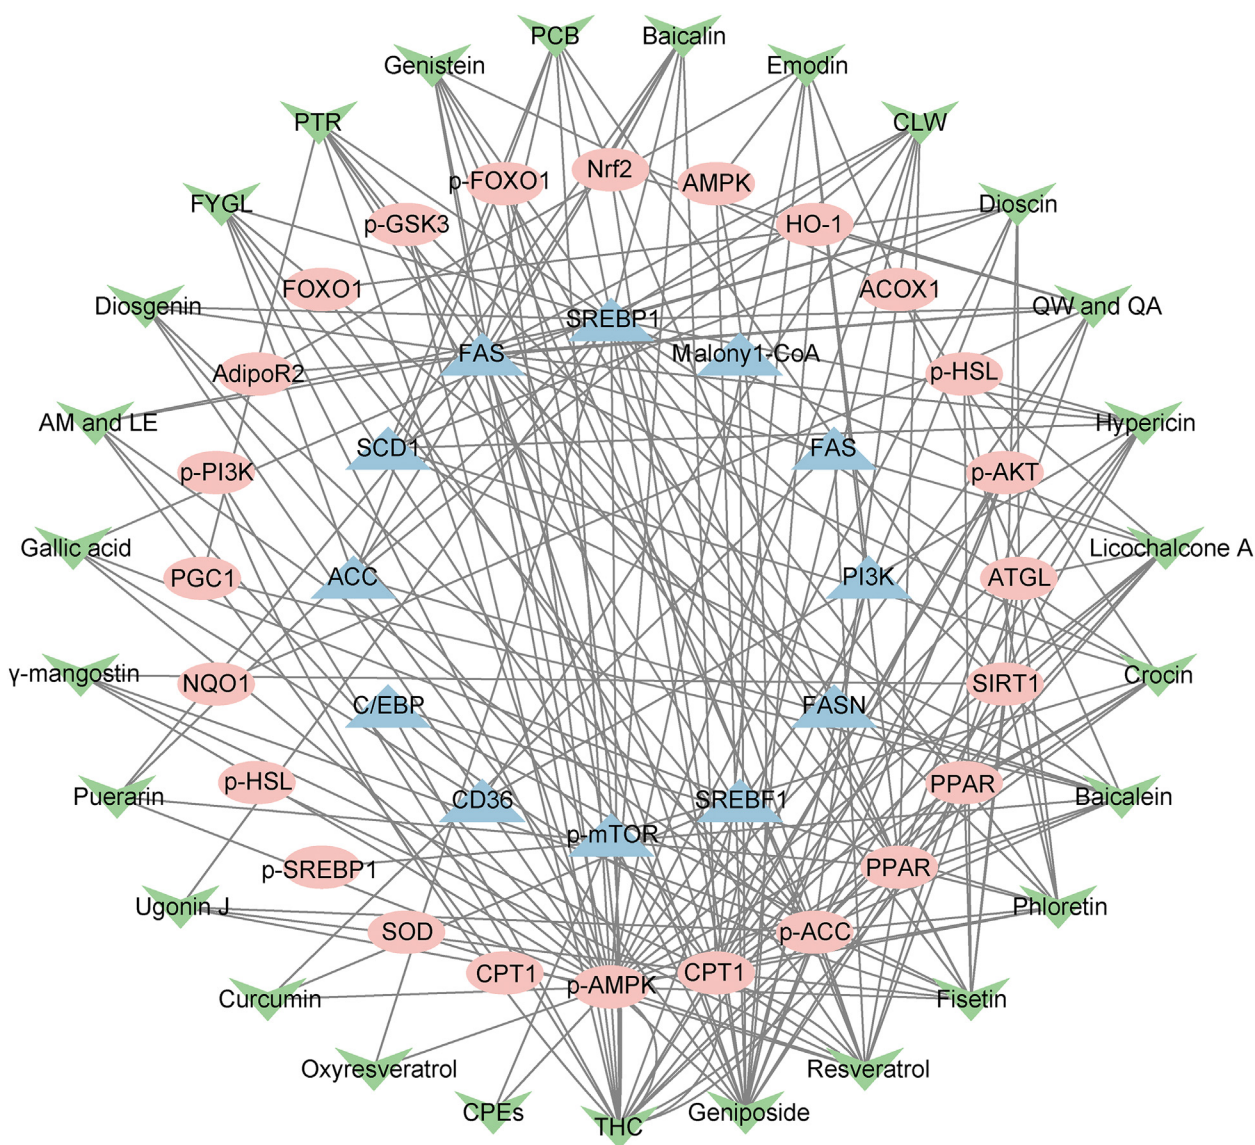 PCB
Baicalin
Genistein
Emodin
PTR
CLW
p-FOXO1
Nrf2
AMPK
FYGL
p-GSK3
HO-1
Dioscin
FOXO1
ACOX1
Diosgenin
SREBP1
QW and QA
FAS
Malony1-CoA
AdipoR2
p-HSL
AM and LE
Hypericin
SCD1
FAS
p-PI3K
p-AKT
Gallic acid
Licochalcone A
PGC1
ACC
PI3K
ATGL
γ-mangostin
Crocin
NQO1
SIRT1
C/EBP
FASN
p-HSL
PPAR
Puerarin
CD36
SREBF1
Baicalein
p-mTOR
p-SREBP1
PPAR
Ugonin J
Phloretin
SOD
p-ACC
CPT1
p-AMPK
CPT1
Curcumin
Fisetin
Oxyresveratrol
Resveratrol
CPEs
THC
Geniposide